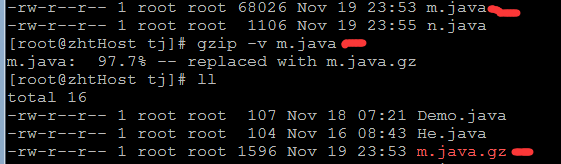 -rw-r--r-- 1 root root 68026 Nov 19 23:53 m.java
-rw-r--r-- 1 root root  1106 Nov 19 23:55 n.java
[root@zhtHost tj]# gzip -v m.java
m.java:  97.7% -- replaced with m.java.gz
[root@zhtHost tj]# ll
total 16
-rw-r--r-- 1 root root  107 Nov 18 07:21 Demo.java
-rw-r--r-- 1 root root  104 Nov 16 08:43 He.java
-rw-r--r-- 1 root root 1596 Nov 19 23:53 m.java.gz